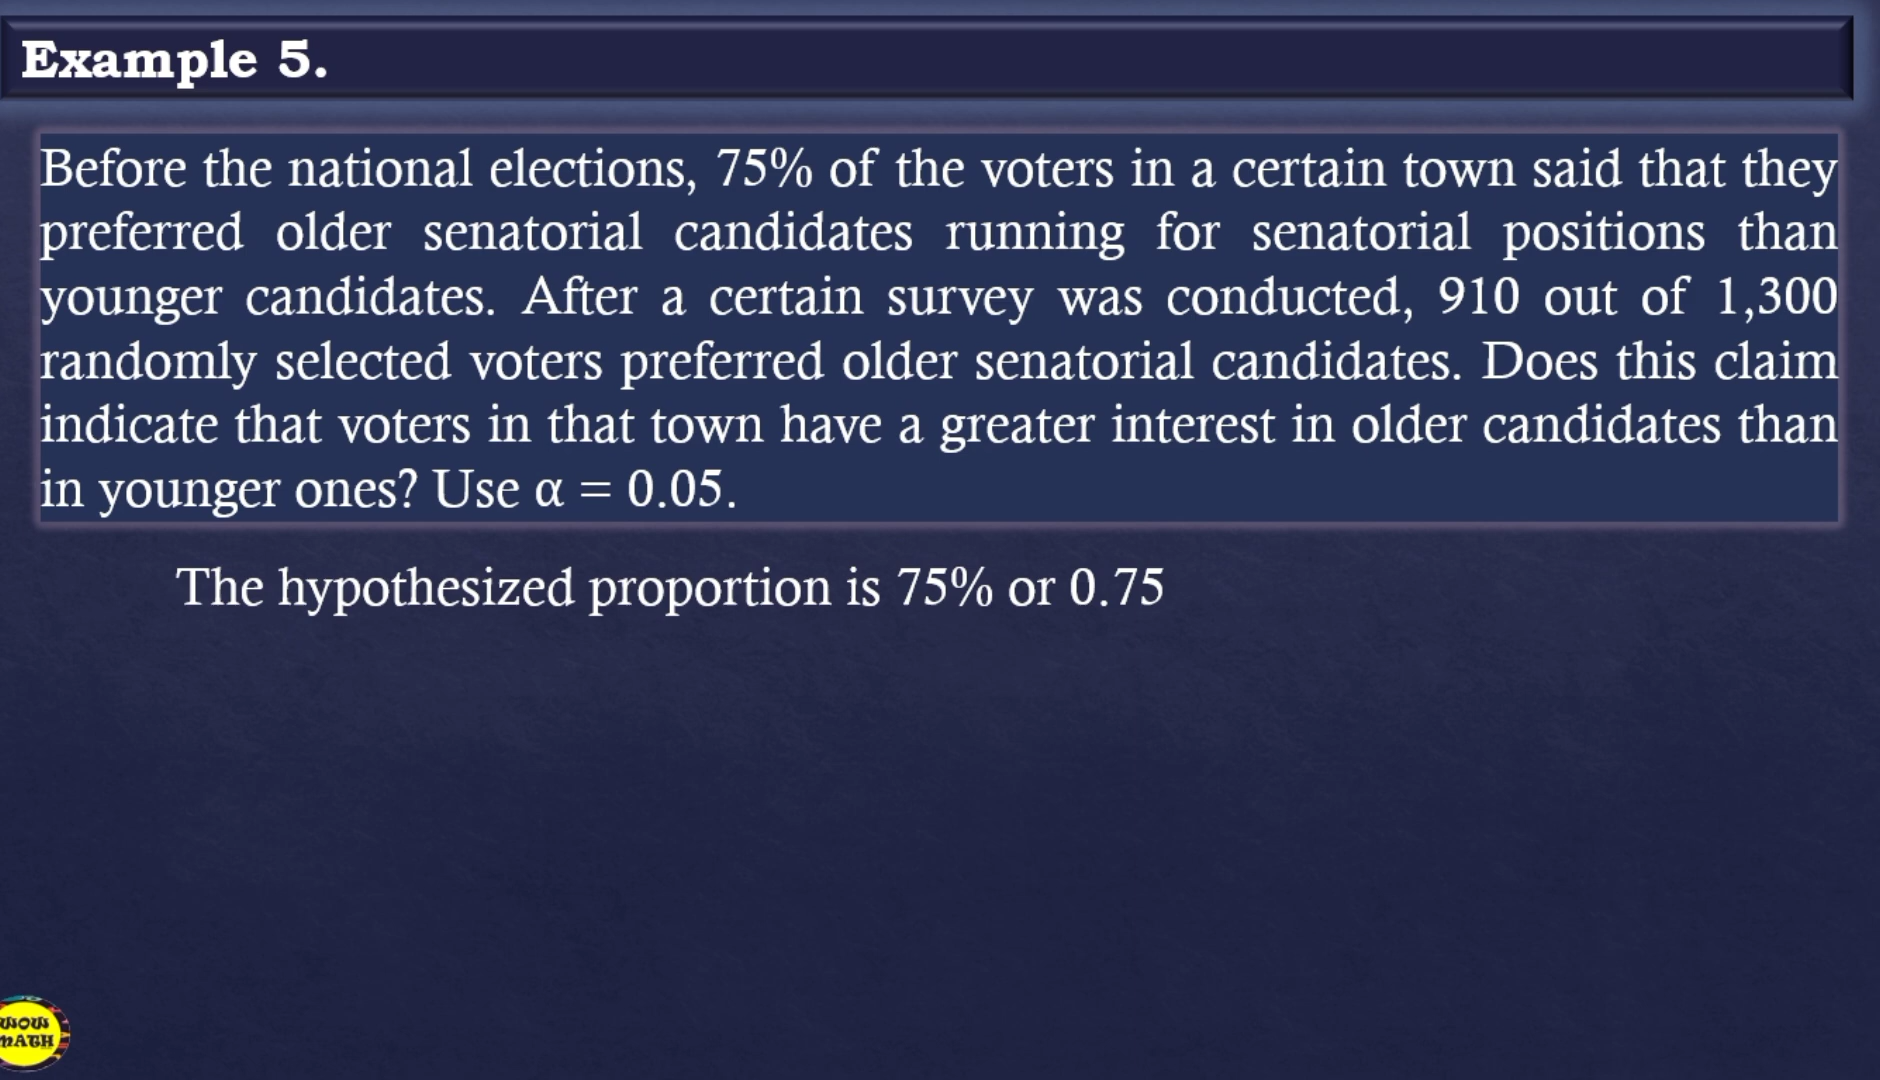 Example 5.
Before the national elections, 75% of the voters in a certain town said that they
preferred older senatorial candidates running for senatorial positions than
younger candidates. After a certain survey was conducted, 910 out of 1,300
randomly selected voters preferred older senatorial candidates. Does this claim
indicate that voters in that town have a greater interest in older candidates than
in younger ones? Use α = 0.05.
The hypothesized proportion is 75% or 0.75
WOW
MATH